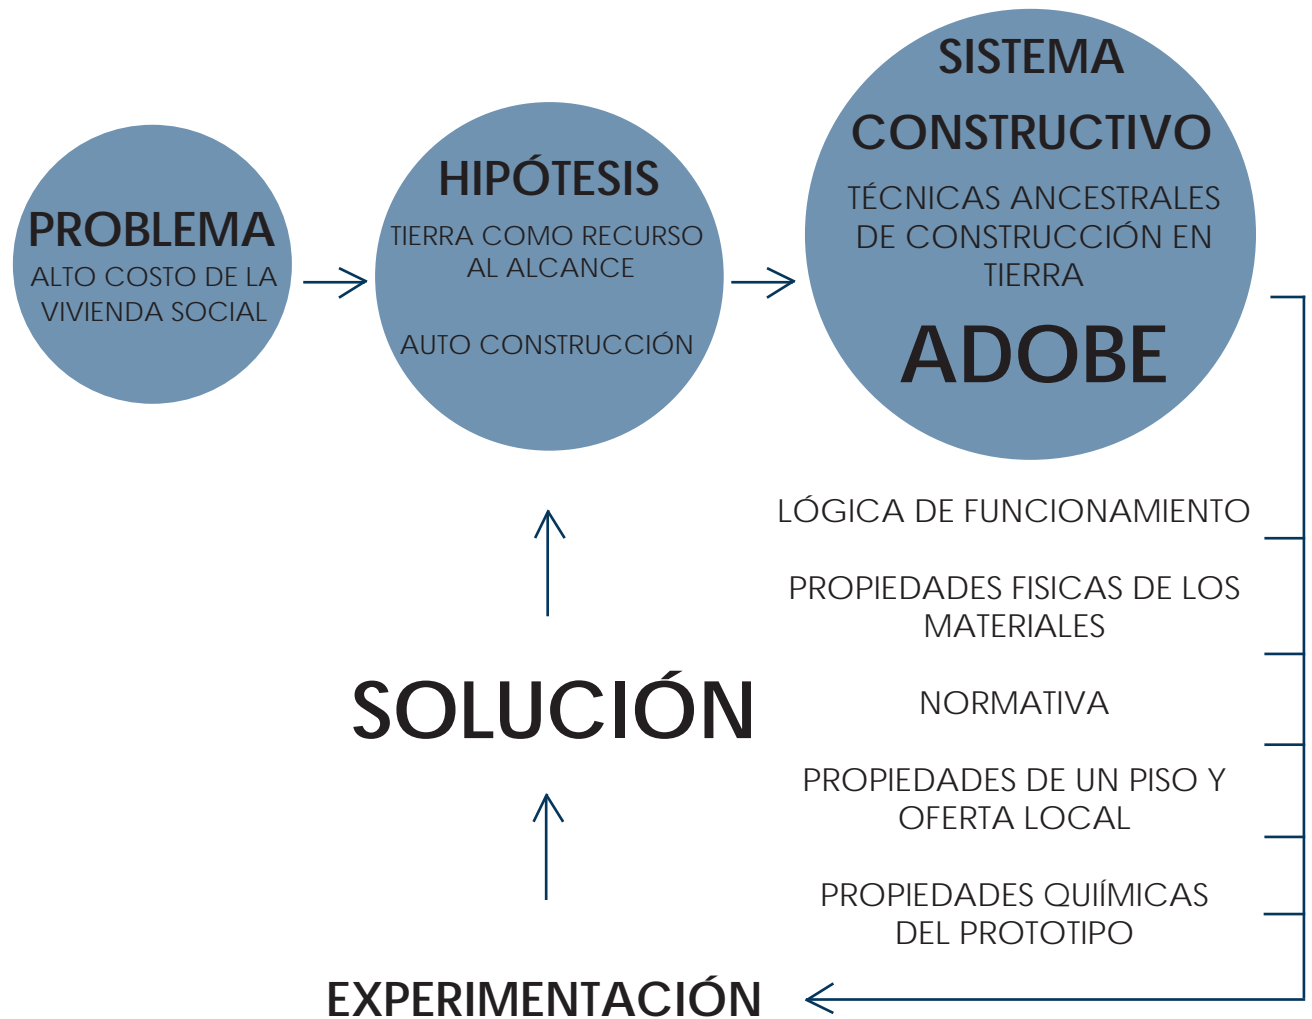 PROBLEMA
ALTO COSTO DE LA
VIVIENDA SOCIAL
HIPÓTESIS
TIERRA COMO RECURSO
AL ALCANCE
AUTO CONSTRUCCIÓN
SISTEMA
CONSTRUCTIVO
TÉCNICAS ANCESTRALES
DE CONSTRUCCIÓN EN
TIERRA
ADOBE
LÓGICA DE FUNCIONAMIENTO
PROPIEDADES FISICAS DE LOS
MATERIALES
NORMATIVA
PROPIEDADES DE UN PISO Y
OFERTA LOCAL
PROPIEDADES QUIÍMICAS
DEL PROTOTIPO
EXPERIMENTACIÓN
SOLUCIÓN